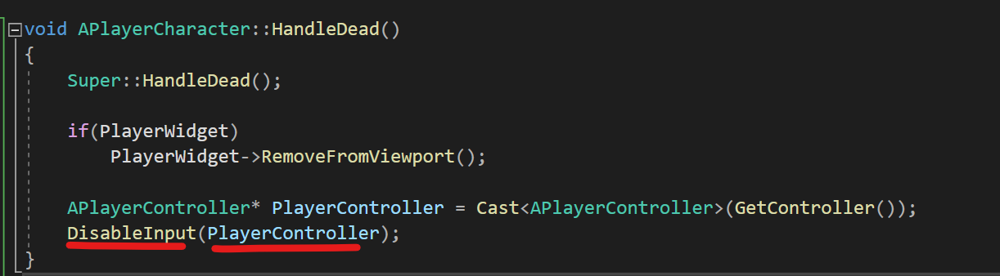 void APlayerCharacter::HandleDead()
{
Super::HandleDead();
if(PlayerWidget)
PlayerWidget->RemoveFromViewport();
APlayerController* PlayerController = Cast<APlayerController>(GetController());
DisableInput(PlayerController);
}